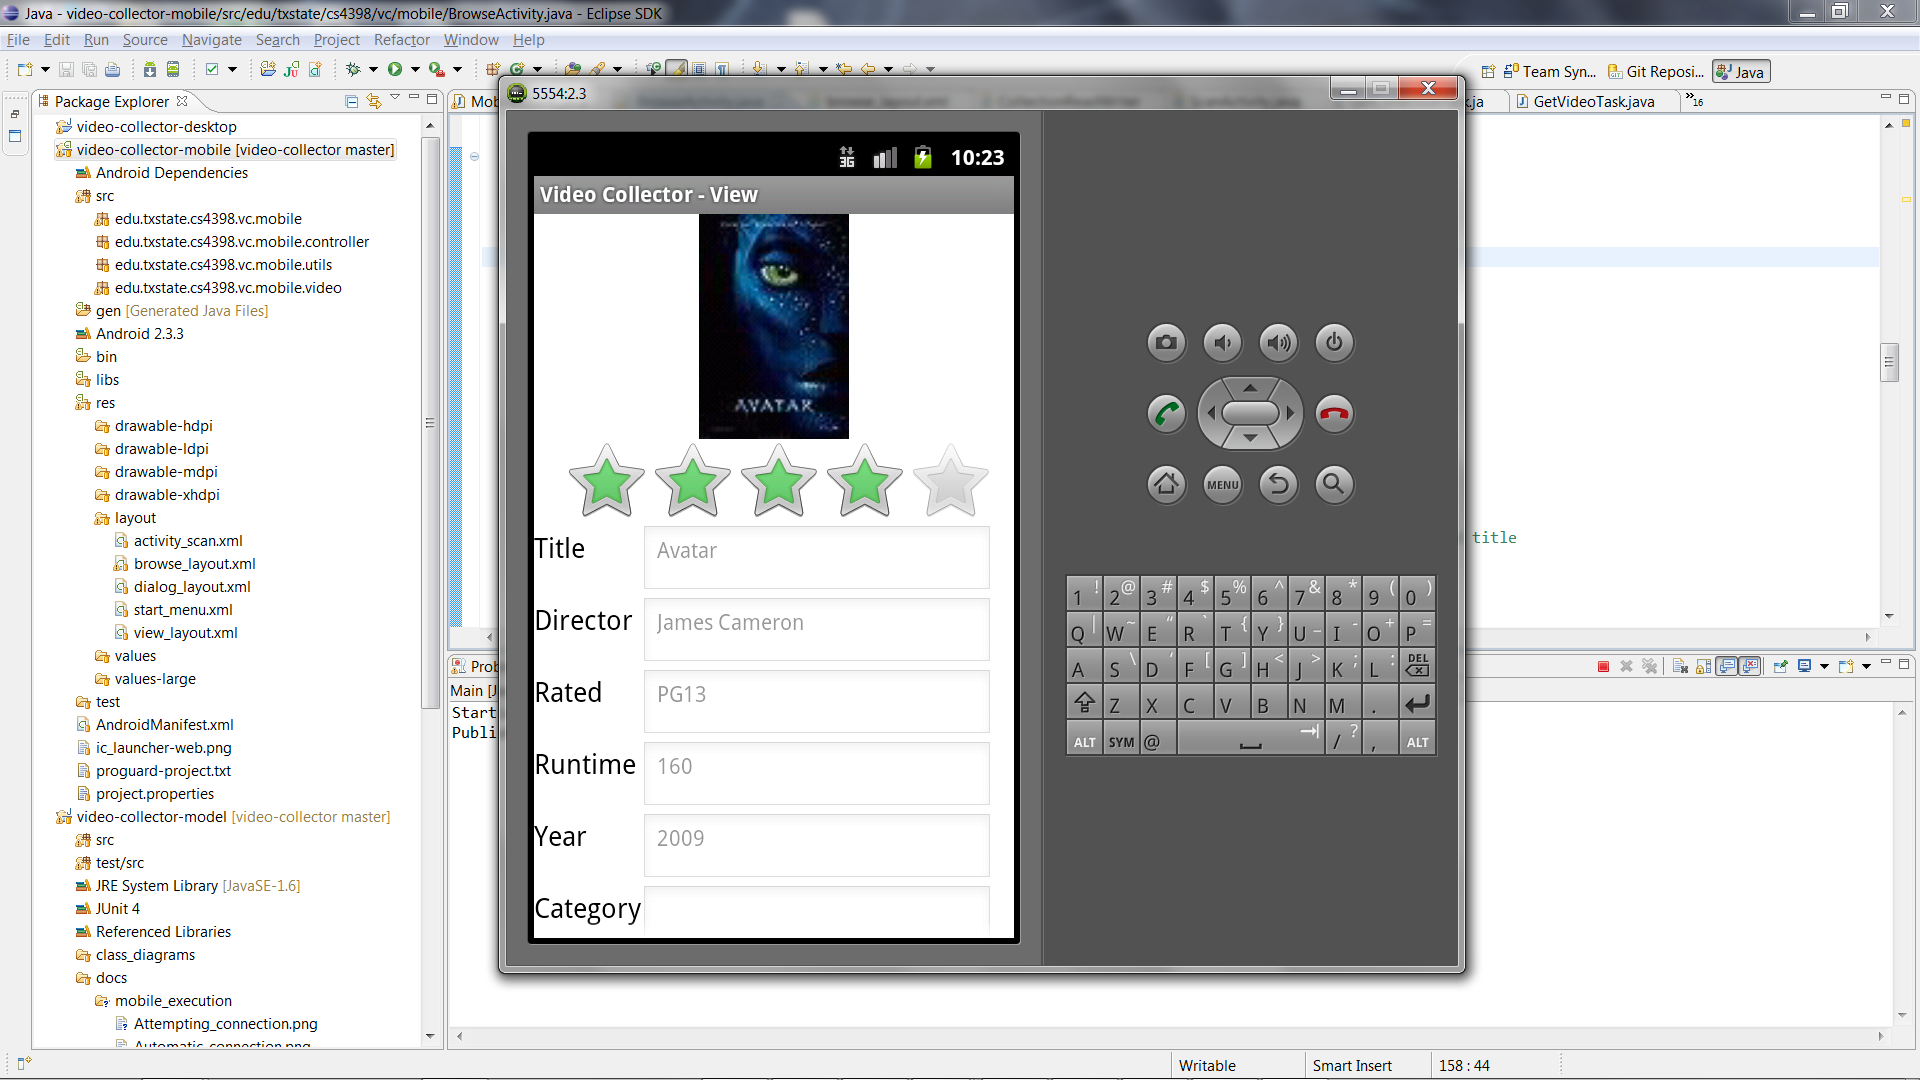 Java - video-collector-mobile/src/edu/txstate/cs4398/vc/mobile/BrowseActivity.java - Eclipse SDK
File Edit Run Source Navigate Search Project Refactor Window Help
Team Syn... Git Reposi... Java
Package Explorer
Mob
GetVideoTask.java
16
video-collector-desktop
video-collector-mobile [video-collector master]
Android Dependencies
src
edu.txstate.cs4398.vc.mobile
edu.txstate.cs4398.vc.mobile.controller
edu.txstate.cs4398.vc.mobile.utils
edu.txstate.cs4398.vc.mobile.video
gen [Generated Java Files]
Android 2.3.3
bin
libs
res
drawable-hdpi
drawable-ldpi
drawable-mdpi
drawable-xhdpi
layout
activity_scan.xml
browse_layout.xml
dialog_layout.xml
start_menu.xml
view_layout.xml
values
values-large
test
AndroidManifest.xml
ic_launcher-web.png
proguard-project.txt
project.properties
video-collector-model [video-collector master]
src
test/src
JRE System Library [JavaSE-1.6]
JUnit 4
Referenced Libraries
class_diagrams
docs
mobile_execution
Attempting_connection.png
Automatic_connection.png
5554:2.3
3G 10:23
Video Collector - View
AVATAR
Title Avatar
Director James Cameron
Rated PG13
Runtime 160
Year 2009
Category
MENU
1 ! 2 @ 3 # 4 $ 5 % 6 ^ 7 & 8 * 9 ( 0 )
Q | W ~ E “ R ` T { Y } U _ I - O + P =
A S \ D ‘ F [ G ] H < J > K ; L : DEL
Z X C V B N M .
ALT SYM @ / ? , ALT
title
Prob
Main [J
Start
Publi
Writable Smart Insert 158 : 44